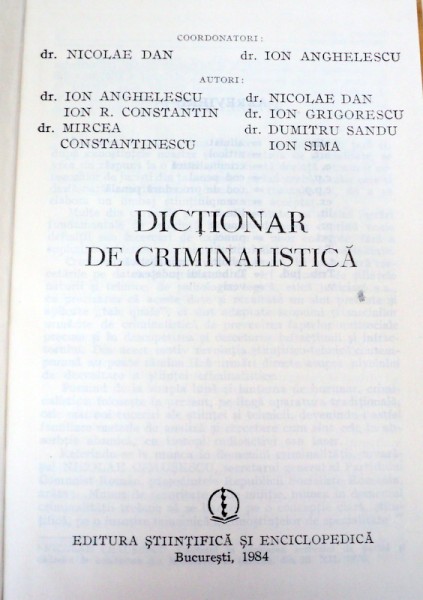 COORDONATORI:
dr. NICOLAE DAN dr. ION ANGHELESCU
AUTORI:
dr. ION ANGHELESCU dr. NICOLAE DAN
ION R. CONSTANTIN dr. ION GRIGORESCU
dr. MIRCEA dr. DUMITRU SANDU
CONSTANTINESCU ION SIMA
DICȚIONAR
DE CRIMINALISTICĂ
EDITURA ȘTIINȚIFICĂ ȘI ENCICLOPEDICĂ
București, 1984